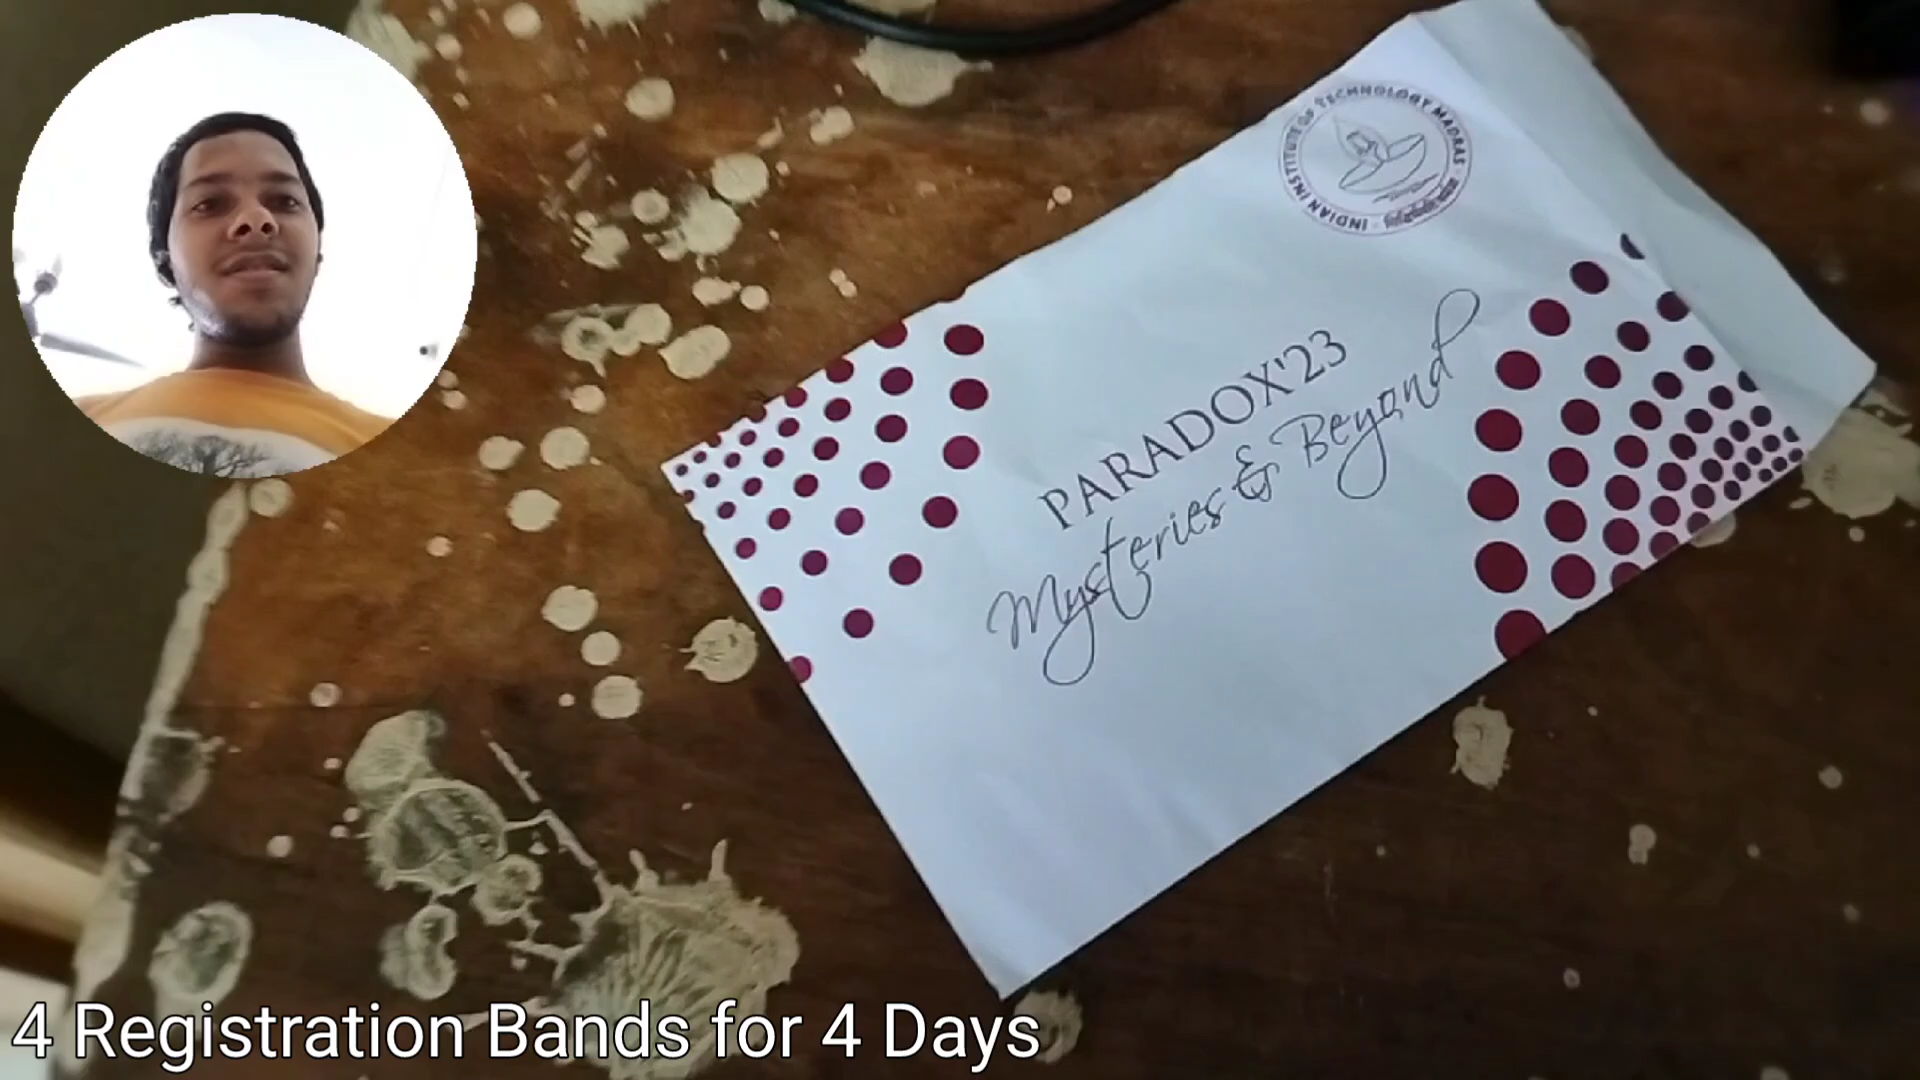 INDIAN INSTITUTE OF TECHNOLOGY MADRAS
PARADOX'23
Mysteries & Beyond
4 Registration Bands for 4 Days